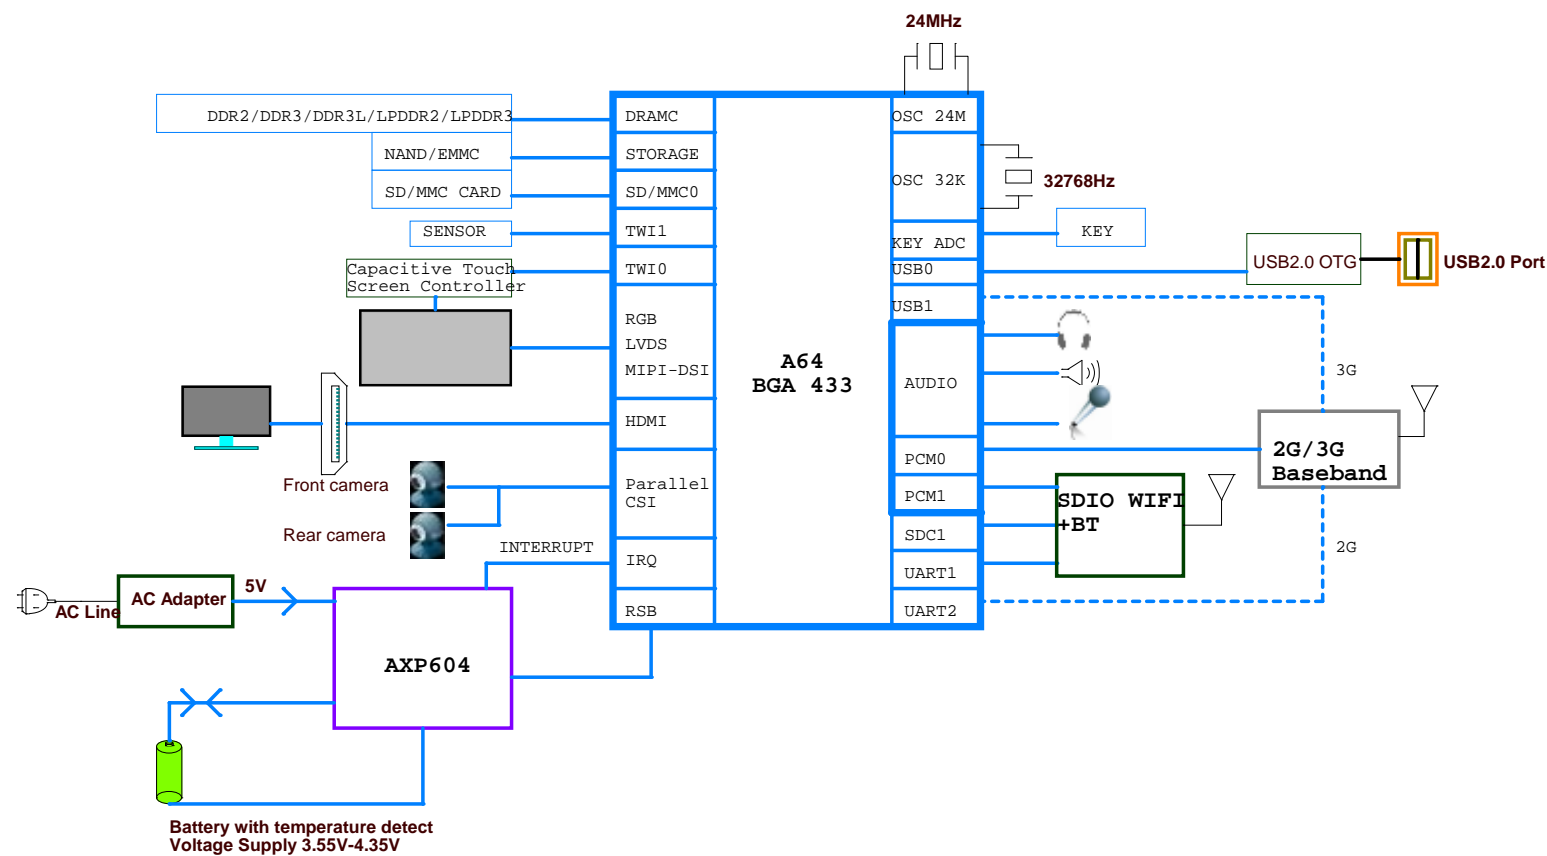 24MHz
DDR2/DDR3/DDR3L/LPDDR2/LPDDR3
DRAMC
OSC 24M
NAND/EMMC
STORAGE
SD/MMC CARD
SD/MMC0
OSC 32K
32768Hz
SENSOR
TWI1
KEY ADC
KEY
Capacitive Touch
Screen Controller
TWI0
USB0
USB2.0 OTG
USB2.0 Port
USB1
RGB
LVDS
MIPI-DSI
A64
BGA 433
AUDIO
3G
HDMI
PCM0
2G/3G
Baseband
Front camera
Parallel
CSI
PCM1
SDIO WIFI
+BT
Rear camera
SDC1
INTERRUPT
2G
IRQ
UART1
AC Line
AC Adapter
5V
RSB
UART2
AXP604
Battery with temperature detect
Voltage Supply 3.55V-4.35V